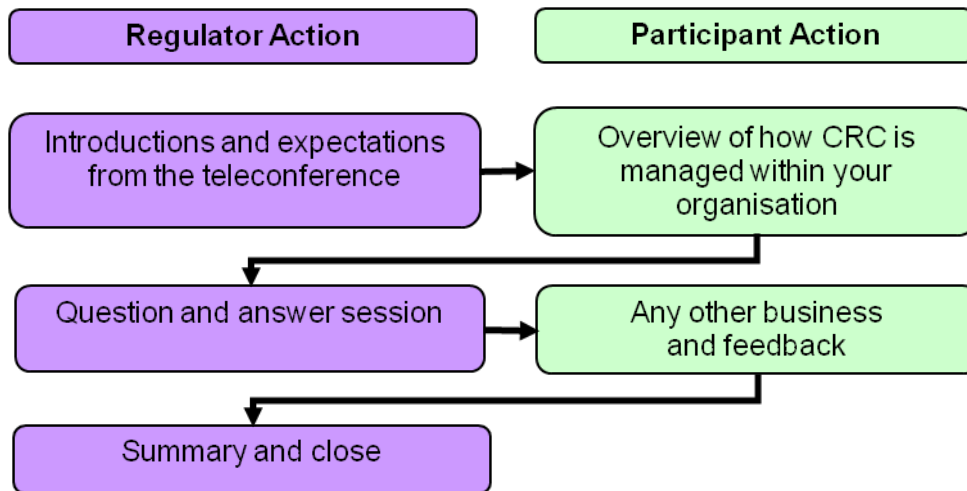 Regulator Action
Participant Action
Introductions and expectations
from the teleconference
Overview of how CRC is
managed within your
organisation
Question and answer session
Any other business
and feedback
Summary and close